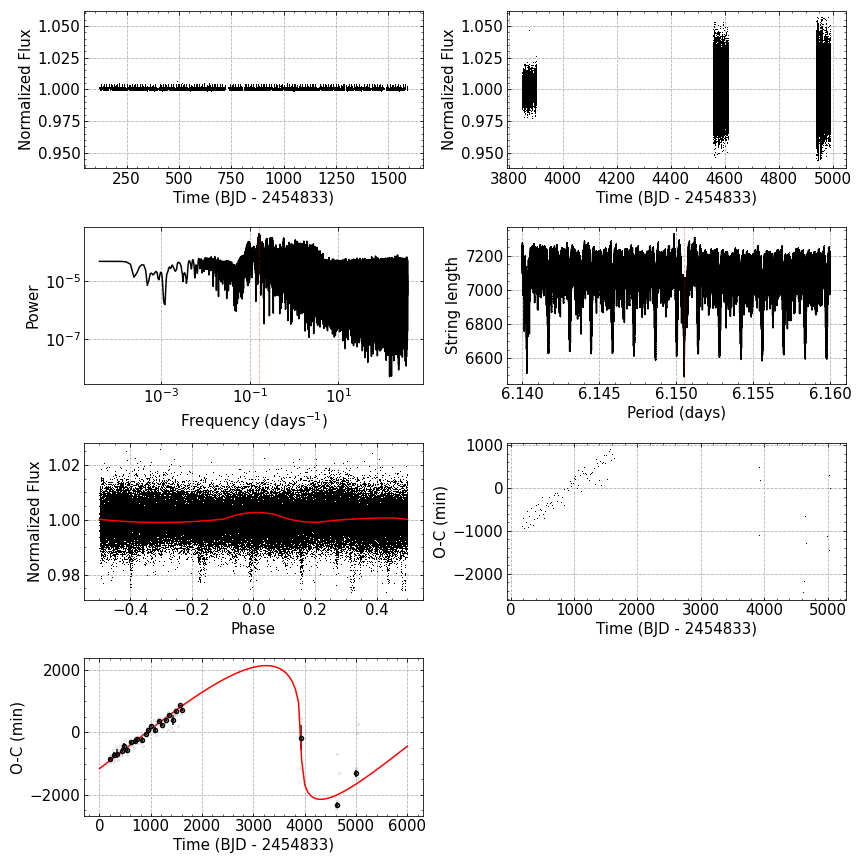 1.050
1.025
1.000
0.975
0.950
Normalized Flux
250 500 750 1000 1250 1500
Time (BJD - 2454833)
1.050
1.025
1.000
0.975
0.950
Normalized Flux
3800 4000 4200 4400 4600 4800 5000
Time (BJD - 2454833)
10⁻⁵
10⁻⁷
Power
10⁻³ 10⁻¹ 10¹
Frequency (days⁻¹)
7200
7000
6800
6600
String length
6.140 6.145 6.150 6.155 6.160
Period (days)
1.02
1.00
0.98
Normalized Flux
−0.4 −0.2 0.0 0.2 0.4
Phase
1000
0
−1000
−2000
O-C (min)
0 1000 2000 3000 4000 5000
Time (BJD - 2454833)
2000
0
−2000
O-C (min)
0 1000 2000 3000 4000 5000 6000
Time (BJD - 2454833)